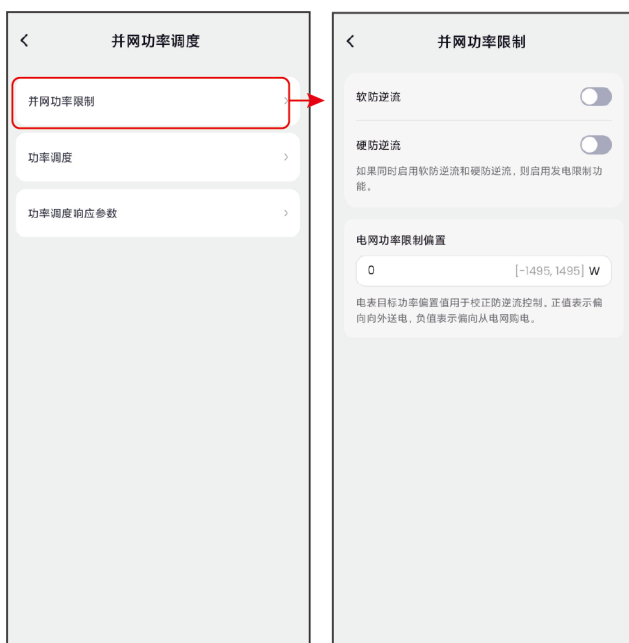 并网功率调度
并网功率限制
功率调度
功率调度响应参数
并网功率限制
软防逆流
硬防逆流
如果同时启用软防逆流和硬防逆流，则启用发电限制功
能。
电网功率限制偏置
0 [-1495, 1495] W
电表目标功率偏置值用于校正防逆流控制。正值表示偏
向向外送电，负值表示偏向从电网购电。